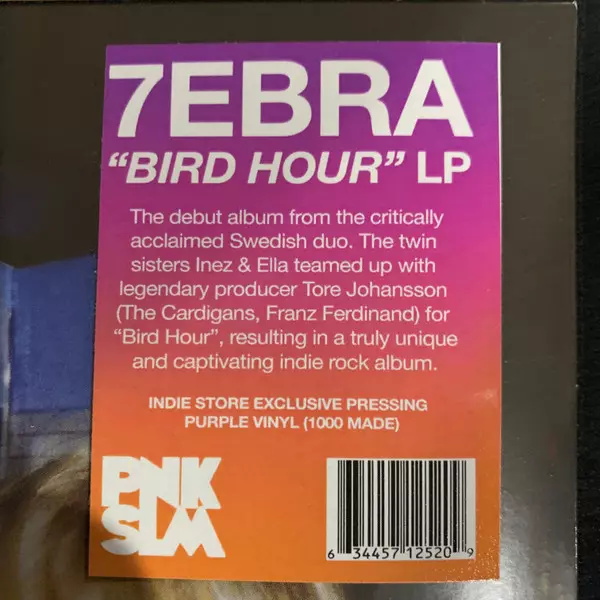 7EBRA
“BIRD HOUR” LP
The debut album from the critically
acclaimed Swedish duo. The twin
sisters Inez & Ella teamed up with
legendary producer Tore Johansson
(The Cardigans, Franz Ferdinand) for
“Bird Hour”, resulting in a truly unique
and captivating indie rock album.
INDIE STORE EXCLUSIVE PRESSING
PURPLE VINYL (1000 MADE)
PNK
SLM
6 34457 12520 9